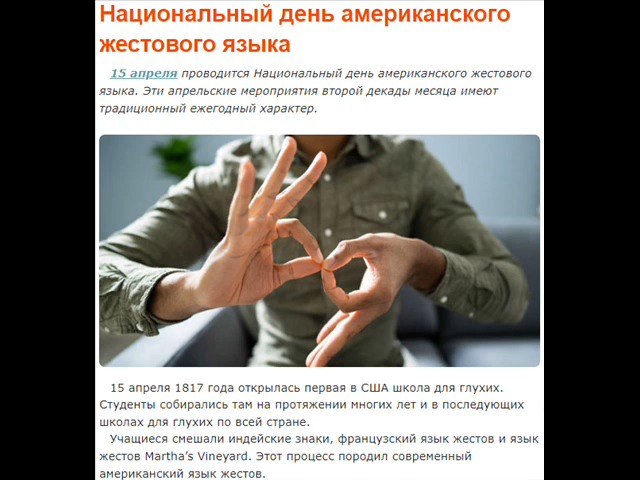 Национальный день американского
жестового языка
15 апреля проводится Национальный день американского жестового
языка. Эти апрельские мероприятия второй декады месяца имеют
традиционный ежегодный характер.
15 апреля 1817 года открылась первая в США школа для глухих.
Студенты собирались там на протяжении многих лет и в последующих
школах для глухих по всей стране.
Учащиеся смешали индейские знаки, французский язык жестов и язык
жестов Martha’s Vineyard. Этот процесс породил современный
американский язык жестов.